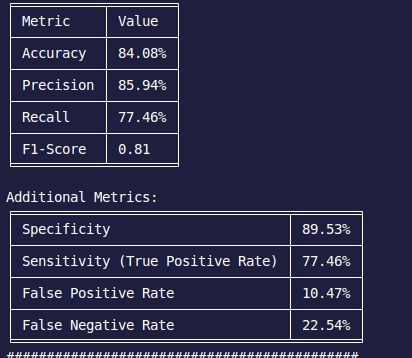 Metric Value
Accuracy 84.08%
Precision 85.94%
Recall 77.46%
F1-Score 0.81
Additional Metrics:
Specificity 89.53%
Sensitivity (True Positive Rate) 77.46%
False Positive Rate 10.47%
False Negative Rate 22.54%
############################################